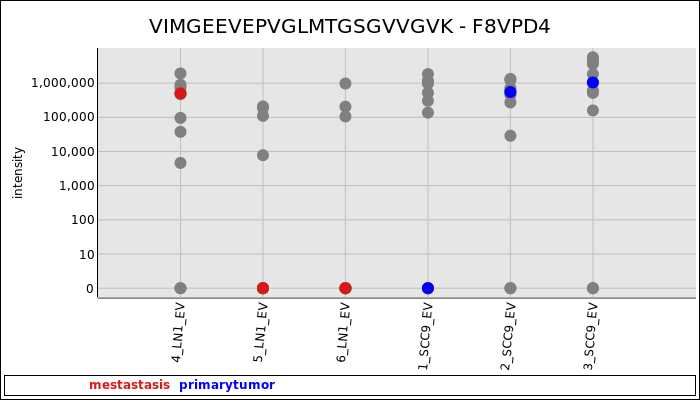 VIMGEEVEPVGLMTGSGVVGVK - F8VPD4
intensity
1,000,000
100,000
10,000
1,000
100
10
0
4_LN1_EV
5_LN1_EV
6_LN1_EV
1_SCC9_EV
2_SCC9_EV
3_SCC9_EV
mestastasis primarytumor